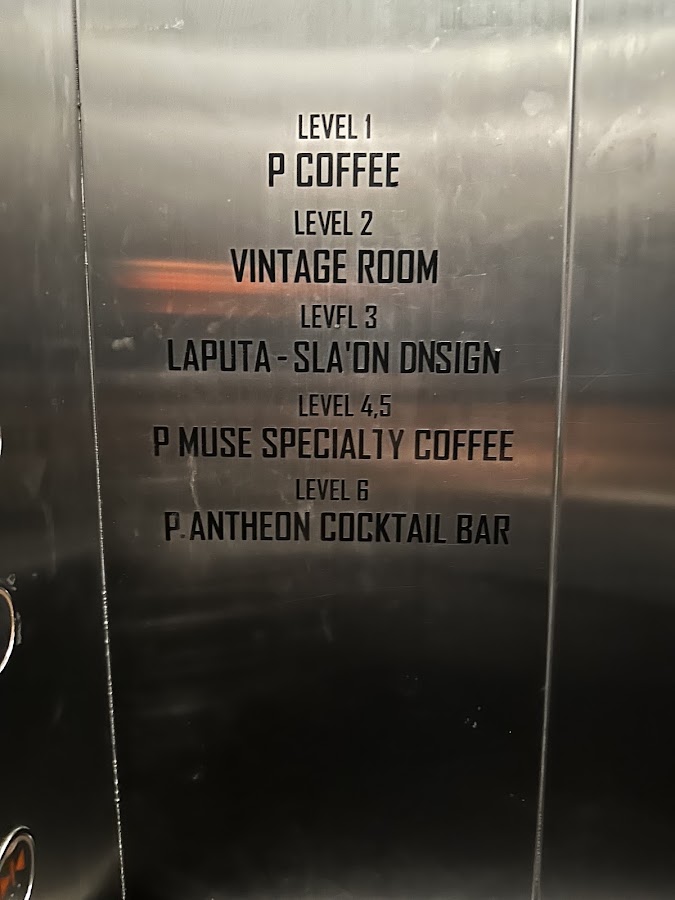 LEVEL 1
P COFFEE
LEVEL 2
VINTAGE ROOM
LEVEL 3
LAPUTA - SLA'ON DNSIGN
LEVEL 4,5
P MUSE SPECIALTY COFFEE
LEVEL 6
P.ANTHEON COCKTAIL BAR